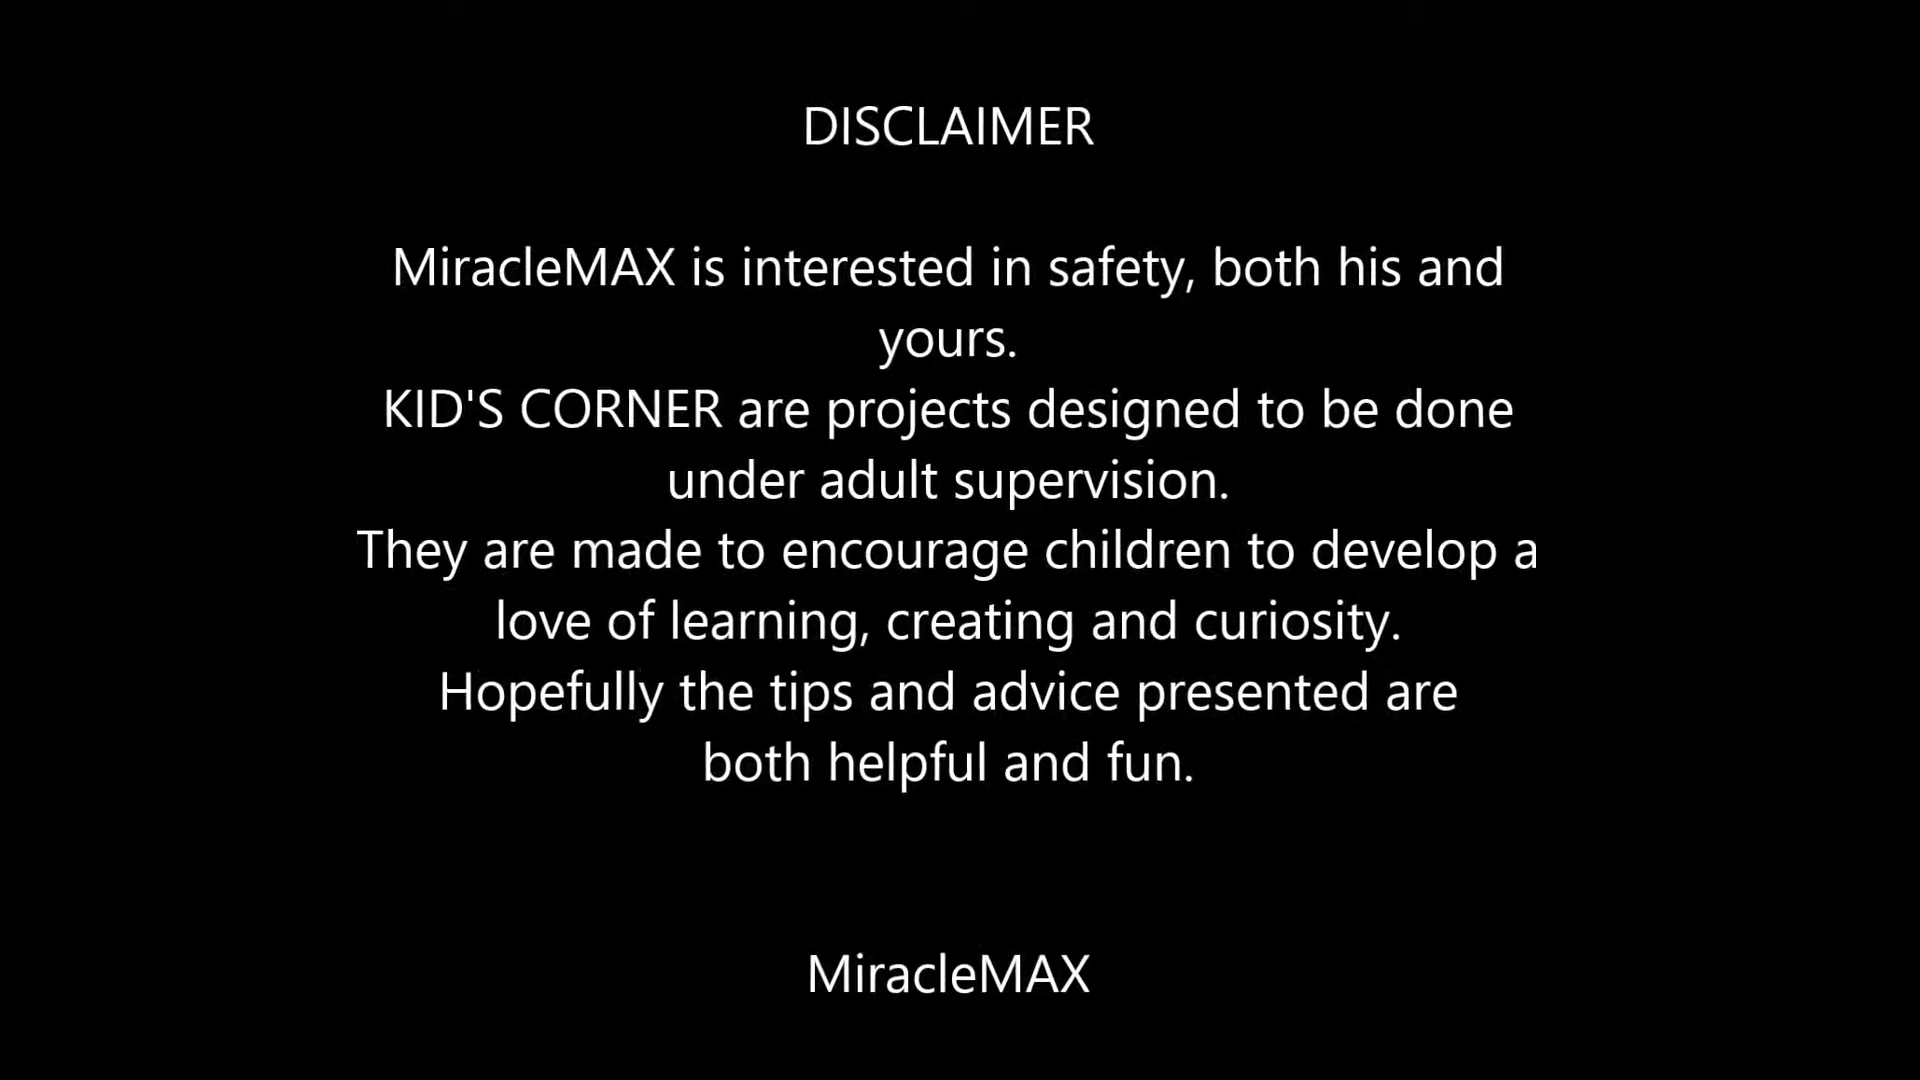 DISCLAIMER
MiracleMAX is interested in safety, both his and
yours.
KID'S CORNER are projects designed to be done
under adult supervision.
They are made to encourage children to develop a
love of learning, creating and curiosity.
Hopefully the tips and advice presented are
both helpful and fun.
MiracleMAX